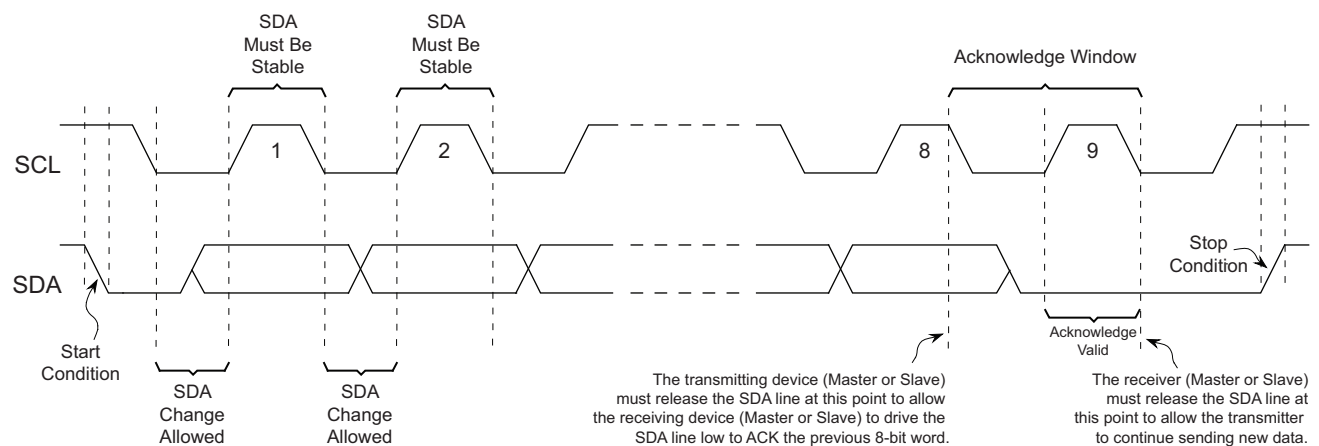 SDA
Must Be
Stable
SDA
Must Be
Stable
Acknowledge Window
SCL
1
2
8
9
SDA
Stop
Condition
Start
Condition
Acknowledge
Valid
SDA
Change
Allowed
SDA
Change
Allowed
The transmitting device (Master or Slave)
must release the SDA line at this point to allow
the receiving device (Master or Slave) to drive the
SDA line low to ACK the previous 8-bit word.
The receiver (Master or Slave)
must release the SDA line at
this point to allow the transmitter
to continue sending new data.